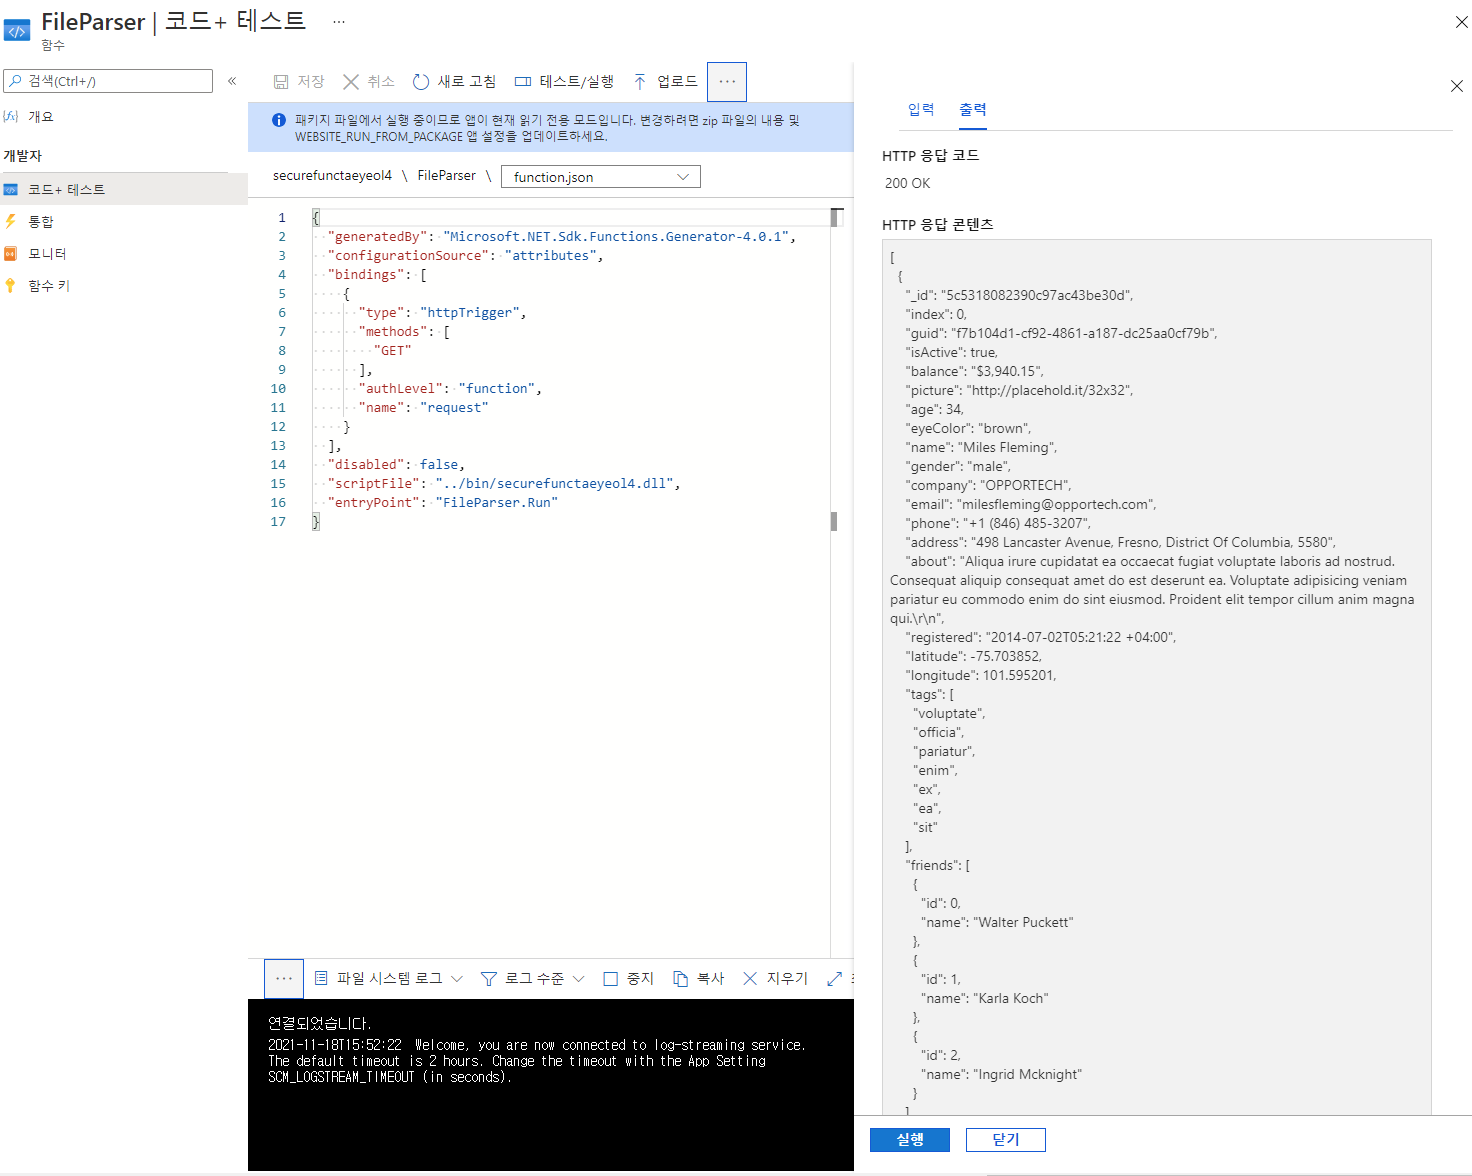 FileParser | 코드+ 테스트 ...
함수
검색(Ctrl+/)
«
개요
개발자
코드+ 테스트
통합
모니터
함수 키
저장 취소 새로 고침 테스트/실행 업로드 ...
패키지 파일에서 실행 중이므로 앱이 현재 읽기 전용 모드입니다. 변경하려면 zip 파일의 내용 및
WEBSITE_RUN_FROM_PACKAGE 앱 설정을 업데이트하세요.
securefunctaeyeol4 \ FileParser \ function.json
1 {
2 "generatedBy": "Microsoft.NET.Sdk.Functions.Generator-4.0.1",
3 "configurationSource": "attributes",
4 "bindings": [
5 {
6 "type": "httpTrigger",
7 "methods": [
8 "GET"
9 ],
10 "authLevel": "function",
11 "name": "request"
12 }
13 ],
14 "disabled": false,
15 "scriptFile": "../bin/securefunctaeyeol4.dll",
16 "entryPoint": "FileParser.Run"
17 }
... 파일 시스템 로그 로그 수준 중지 복사 지우기
연결되었습니다.
2021-11-18T15:52:22 Welcome, you are now connected to log-streaming service.
The default timeout is 2 hours. Change the timeout with the App Setting
SCM_LOGSTREAM_TIMEOUT (in seconds).
입력 출력
HTTP 응답 코드
200 OK
HTTP 응답 콘텐츠
[
{
"_id": "5c5318082390c97ac43be30d",
"index": 0,
"guid": "f7b104d1-cf92-4861-a187-dc25aa0cf79b",
"isActive": true,
"balance": "$3,940.15",
"picture": "http://placehold.it/32x32",
"age": 34,
"eyeColor": "brown",
"name": "Miles Fleming",
"gender": "male",
"company": "OPPORTECH",
"email": "milesfleming@opportech.com",
"phone": "+1 (846) 485-3207",
"address": "498 Lancaster Avenue, Fresno, District Of Columbia, 5580",
"about": "Aliqua irure cupidatat ea occaecat fugiat voluptate laboris ad nostrud.
Consequat aliquip consequat amet do est deserunt ea. Voluptate adipisicing veniam
pariatur eu commodo enim do sint eiusmod. Proident elit tempor cillum anim magna
qui.\r\n",
"registered": "2014-07-02T05:21:22 +04:00",
"latitude": -75.703852,
"longitude": 101.595201,
"tags": [
"voluptate",
"officia",
"pariatur",
"enim",
"ex",
"ea",
"sit"
],
"friends": [
{
"id": 0,
"name": "Walter Puckett"
},
{
"id": 1,
"name": "Karla Koch"
},
{
"id": 2,
"name": "Ingrid Mcknight"
}
]
실행 닫기